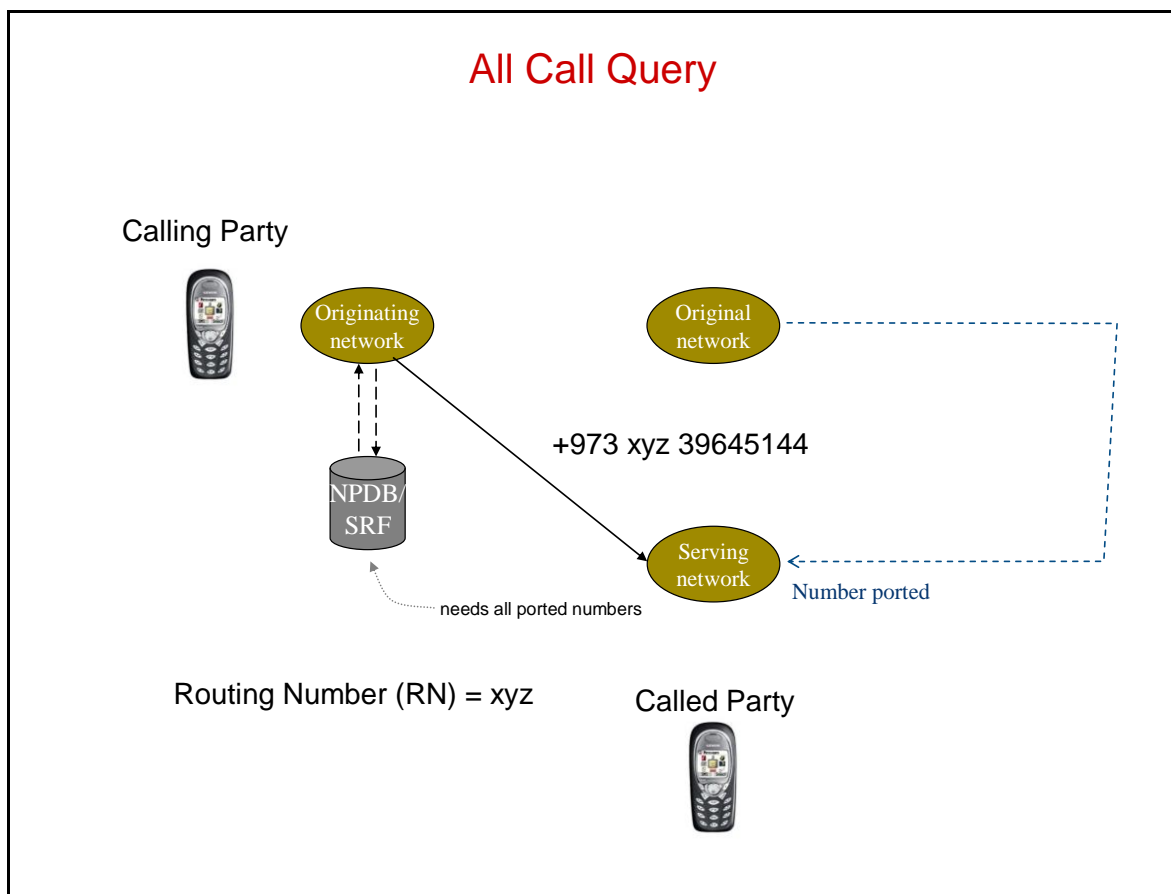 All Call Query
Calling Party
Originating
network
Original
network
+973 xyz 39645144
NPDB/
SRF
Serving
network
Number ported
needs all ported numbers
Routing Number (RN) = xyz
Called Party